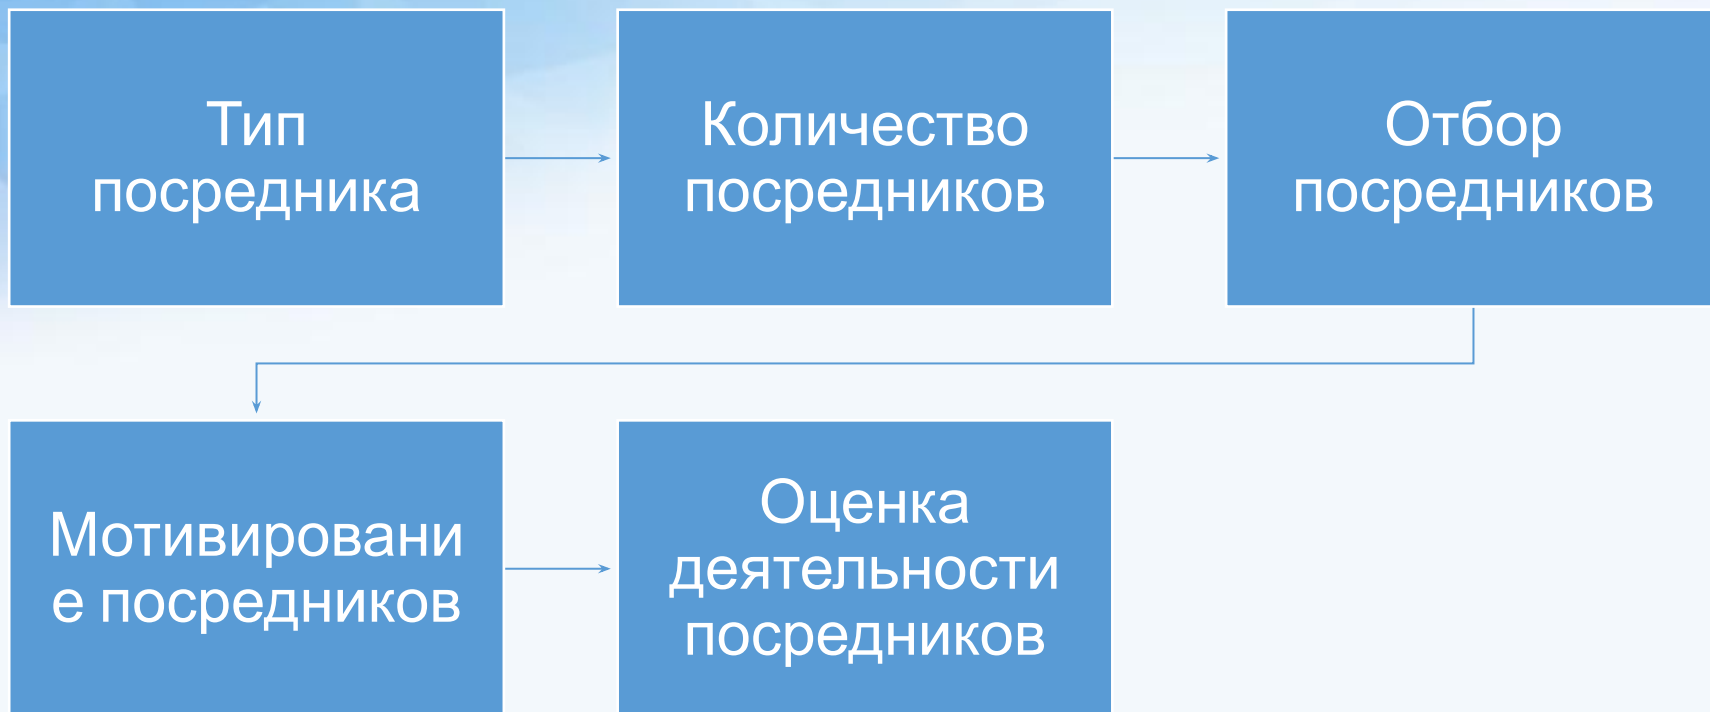 Тип
посредника
Количество
посредников
Отбор
посредников
Мотивировани
е посредников
Оценка
деятельности
посредников